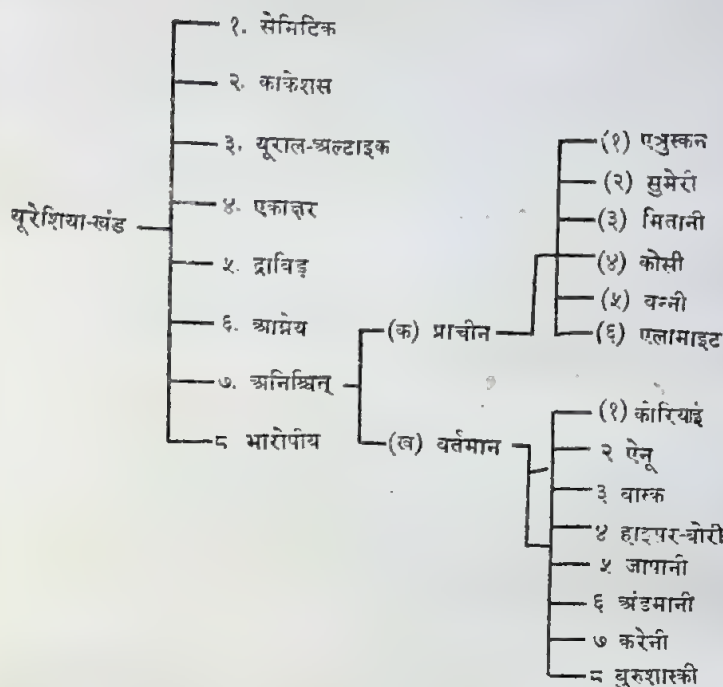 यूरेशिया-खंड
१. सेमिटिक
२. काकेशस
३. यूराल-अल्टाइक
४. एकाक्षर
५. द्राविड़
६. आग्नेय
७. अनिश्चित्
८ भारोपीय
(क) प्राचीन
(१) एत्रुस्कन
(२) सुमेरी
(३) मितानी
(४) कोसी
(५) वन्नी
(६) एलामाइट
(ख) वर्तमान
(१) कोरियाई
२ ऐनू
३ बास्क
४ हाइपर-बोरी
५ जापानी
६ अंडमानी
७ करेनी
८ बुरुशास्की